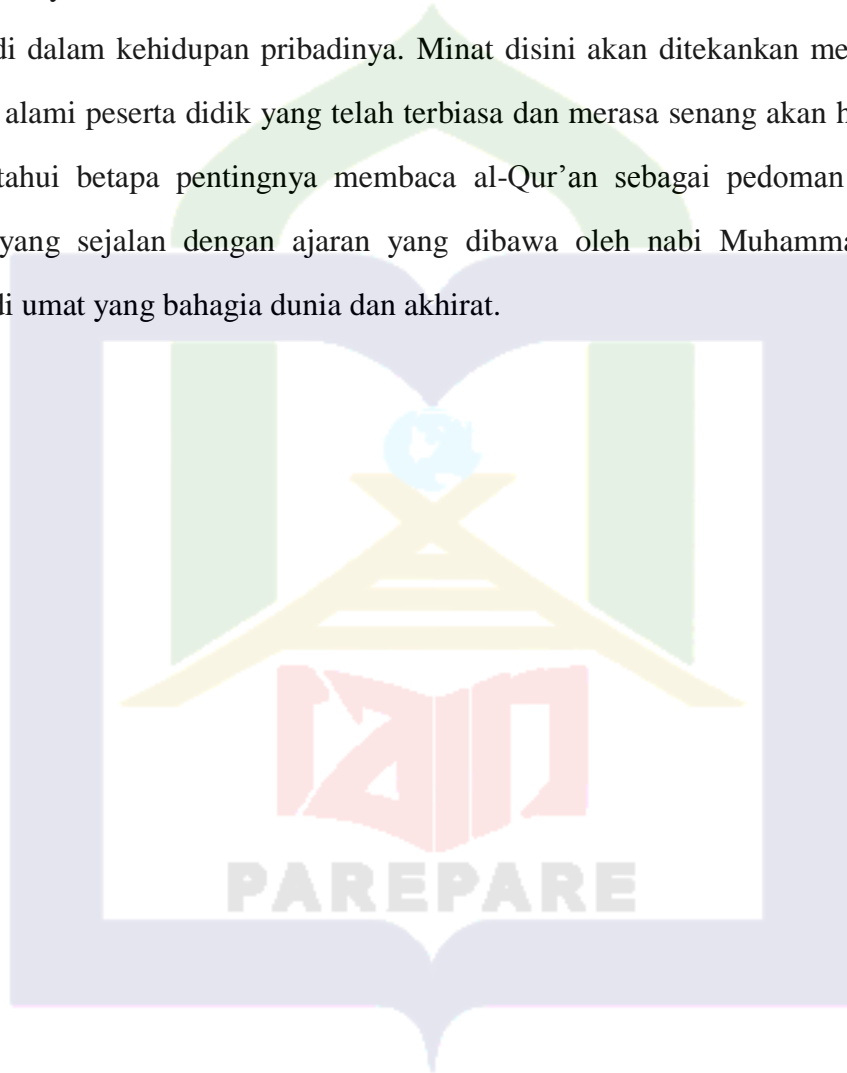 di dalam kehidupan pribadinya. Minat disini akan ditekankan
alami peserta didik yang telah terbiasa dan merasa senang akan
tahui betapa pentingnya membaca al-Qur’an sebagai pedoman
yang sejalan dengan ajaran yang dibawa oleh nabi
di umat yang bahagia dunia dan akhirat.
iain
PAREPARE